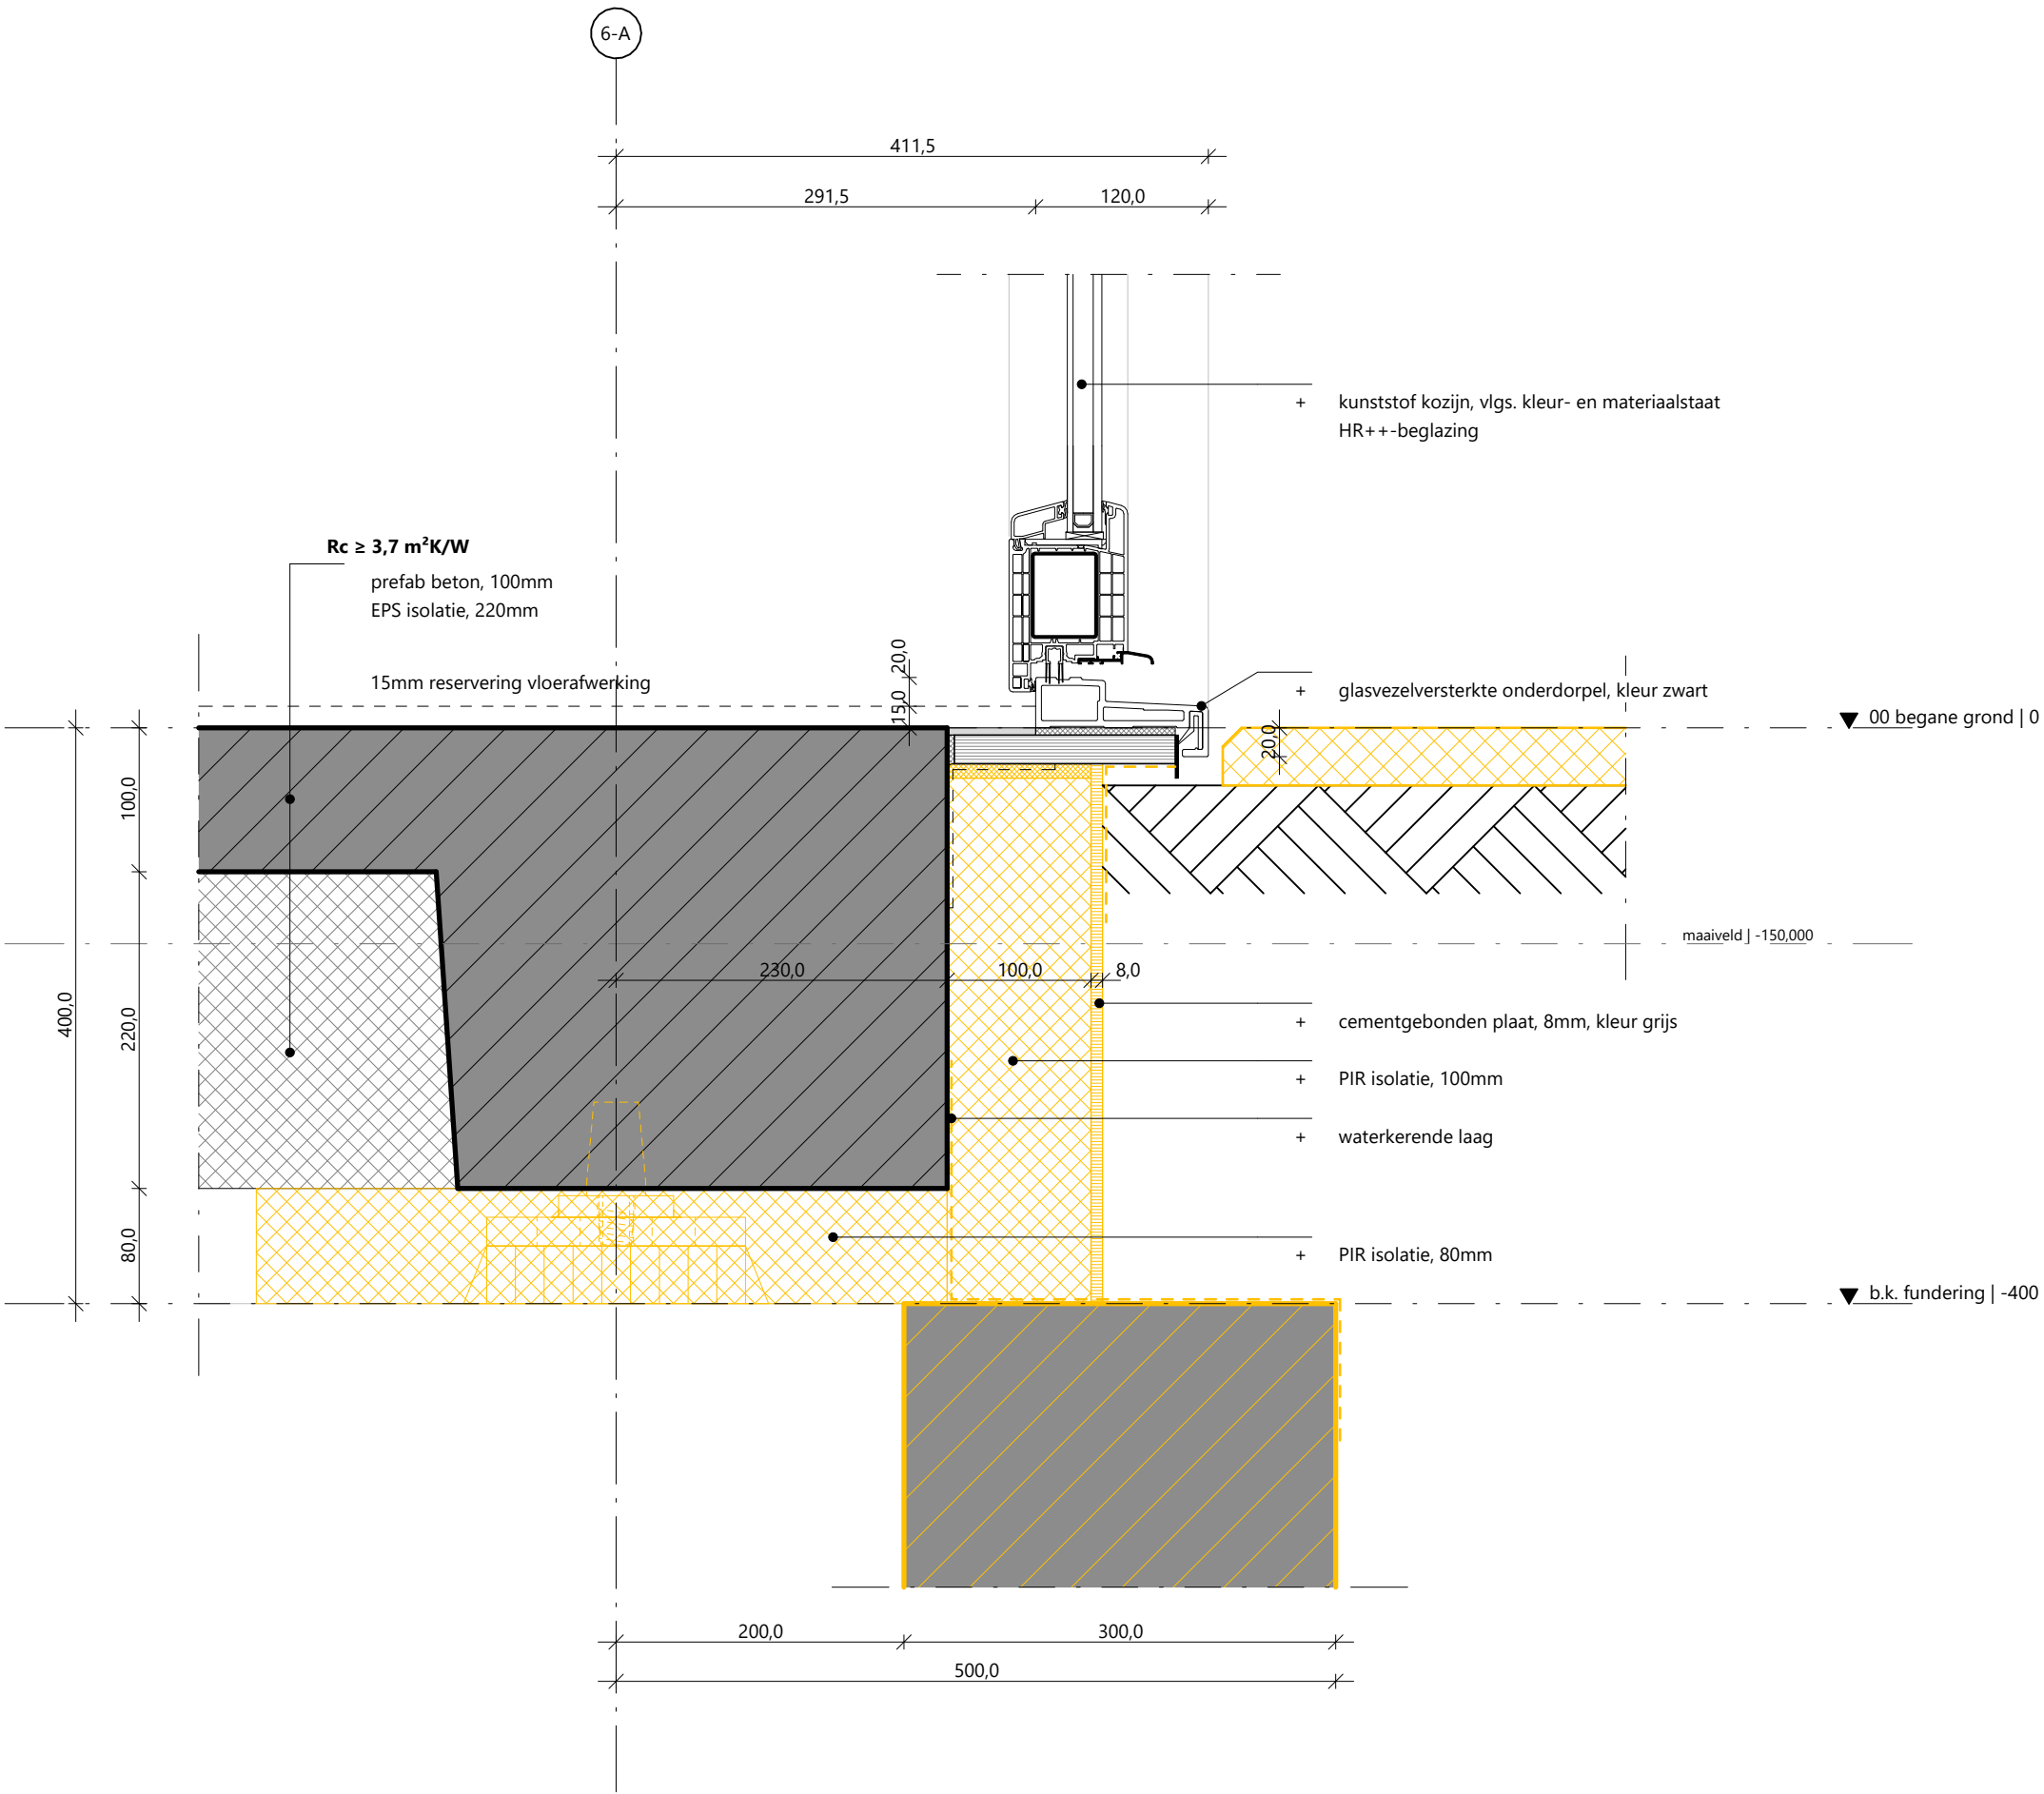 6-A
411,5
291,5
120,0
kunststof kozijn, vlgs. kleur- en materiaalstaat
+
HR++-beglazing
Rc ≥ 3,7 m²K/W
prefab beton, 100mm
EPS isolatie, 220mm
20,0
15mm reservering vloerafwerking
+ glasvezelversterkte onderdorpel, kleur zwart
15,0
00 begane grond | 0
20,0
100,0
maaiveld | -150,000
230,0
100,0
8,0
400,0
220,0
+ cementgebonden plaat, 8mm, kleur grijs
+ PIR isolatie, 100mm
+ waterkerende laag
80,0
+ PIR isolatie, 80mm
b.k. fundering | -400
200,0
300,0
500,0